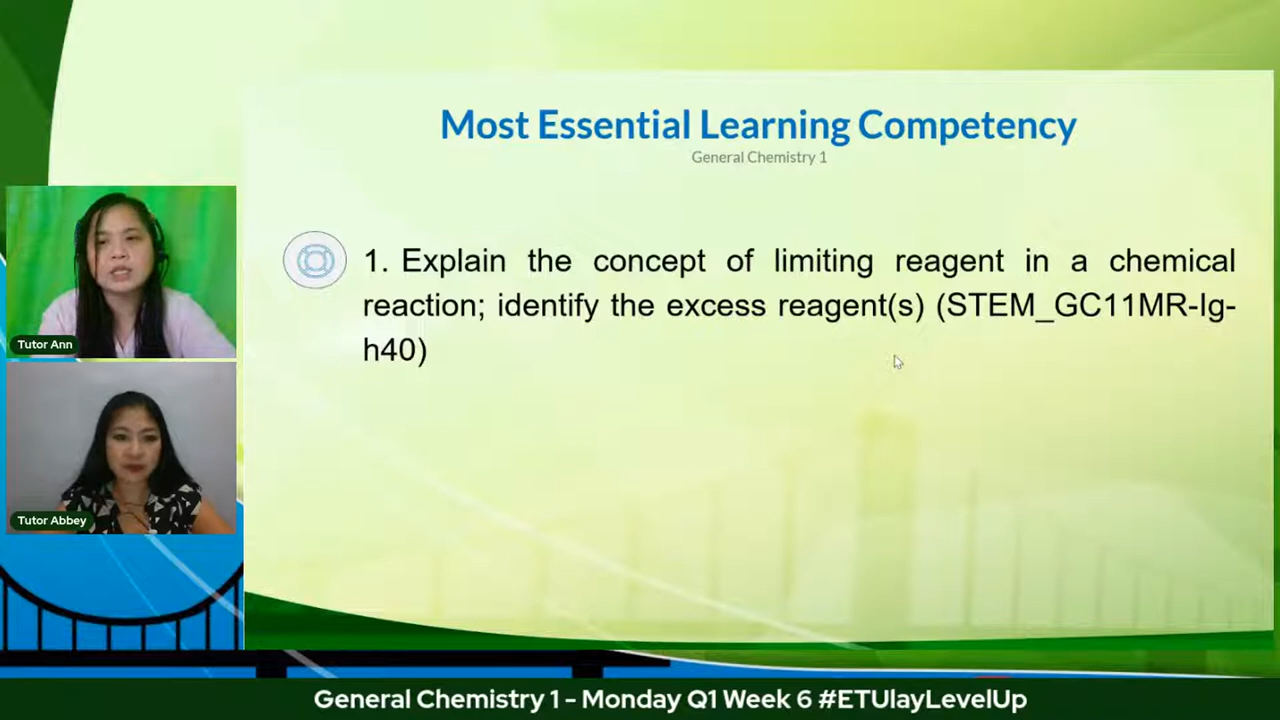 Most Essential Learning Competency
General Chemistry 1
1. Explain the concept of limiting reagent in a chemical
reaction; identify the excess reagent(s) (STEM_GC11MR-Ig-
h40)
Tutor Ann
Tutor Abbey
General Chemistry 1 - Monday Q1 Week 6 #ETUlayLevelUp